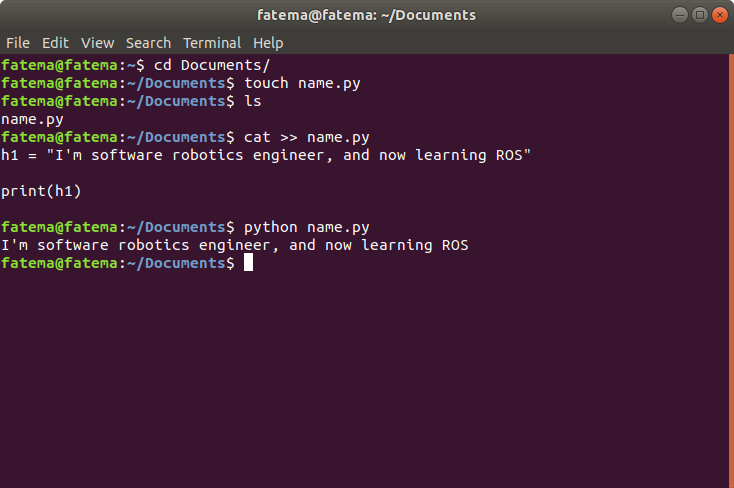 fatema@fatema: ~/Documents
File Edit View Search Terminal Help
fatema@fatema:~$ cd Documents/
fatema@fatema:~/Documents$ touch name.py
fatema@fatema:~/Documents$ ls
name.py
fatema@fatema:~/Documents$ cat >> name.py
h1 = "I'm software robotics engineer, and now learning ROS"
print(h1)
fatema@fatema:~/Documents$ python name.py
I'm software robotics engineer, and now learning ROS
fatema@fatema:~/Documents$